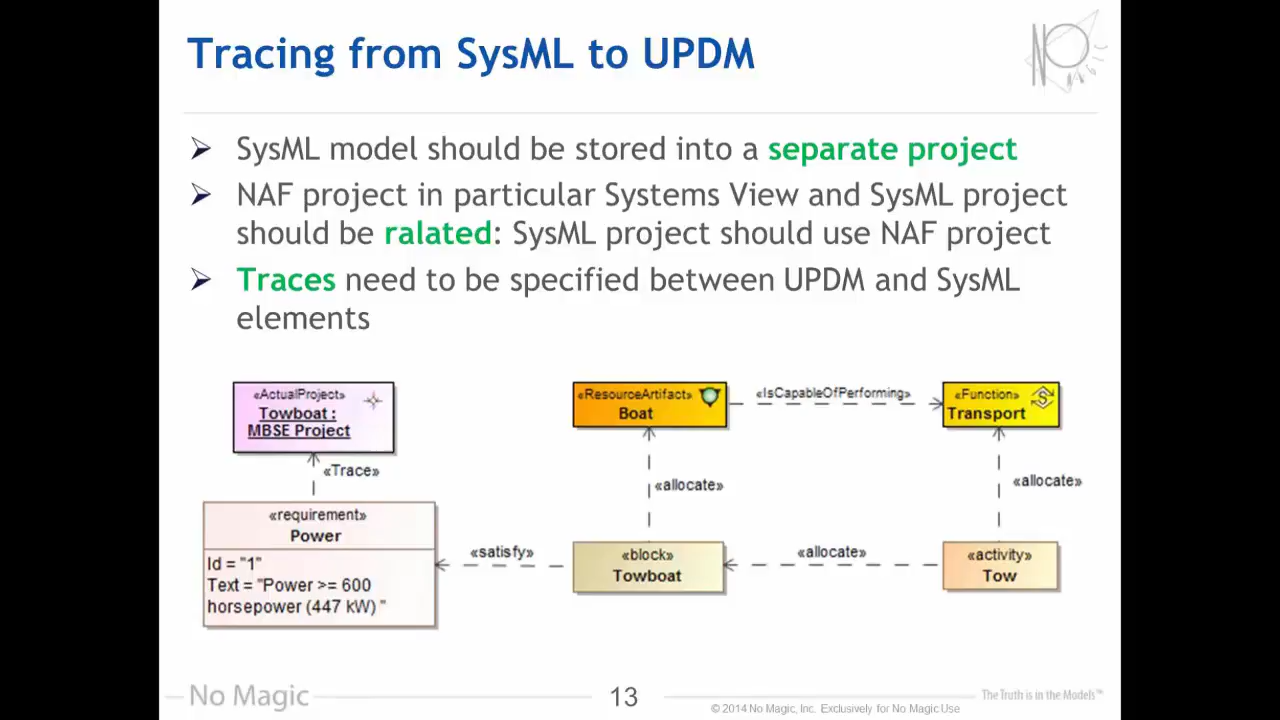 Tracing from SysML to UPDM
NO MAGIC
SysML model should be stored into a separate project
NAF project in particular Systems View and SysML project
should be ralated: SysML project should use NAF project
Traces need to be specified between UPDM and SysML
elements
«ActualProject»
Towboat :
MBSE Project
«ResourceArtifact»
Boat
«IsCapableOfPerforming»
«Function»
Transport
S
«Trace»
«allocate»
«allocate»
«requirement»
Power
Id = "1"
Text = "Power >= 600
horsepower (447 kW) "
«satisfy»
«block»
Towboat
«allocate»
«activity»
Tow
No Magic
13
© 2014 No Magic, Inc. Exclusively for No Magic Use
The Truth is in the Models™